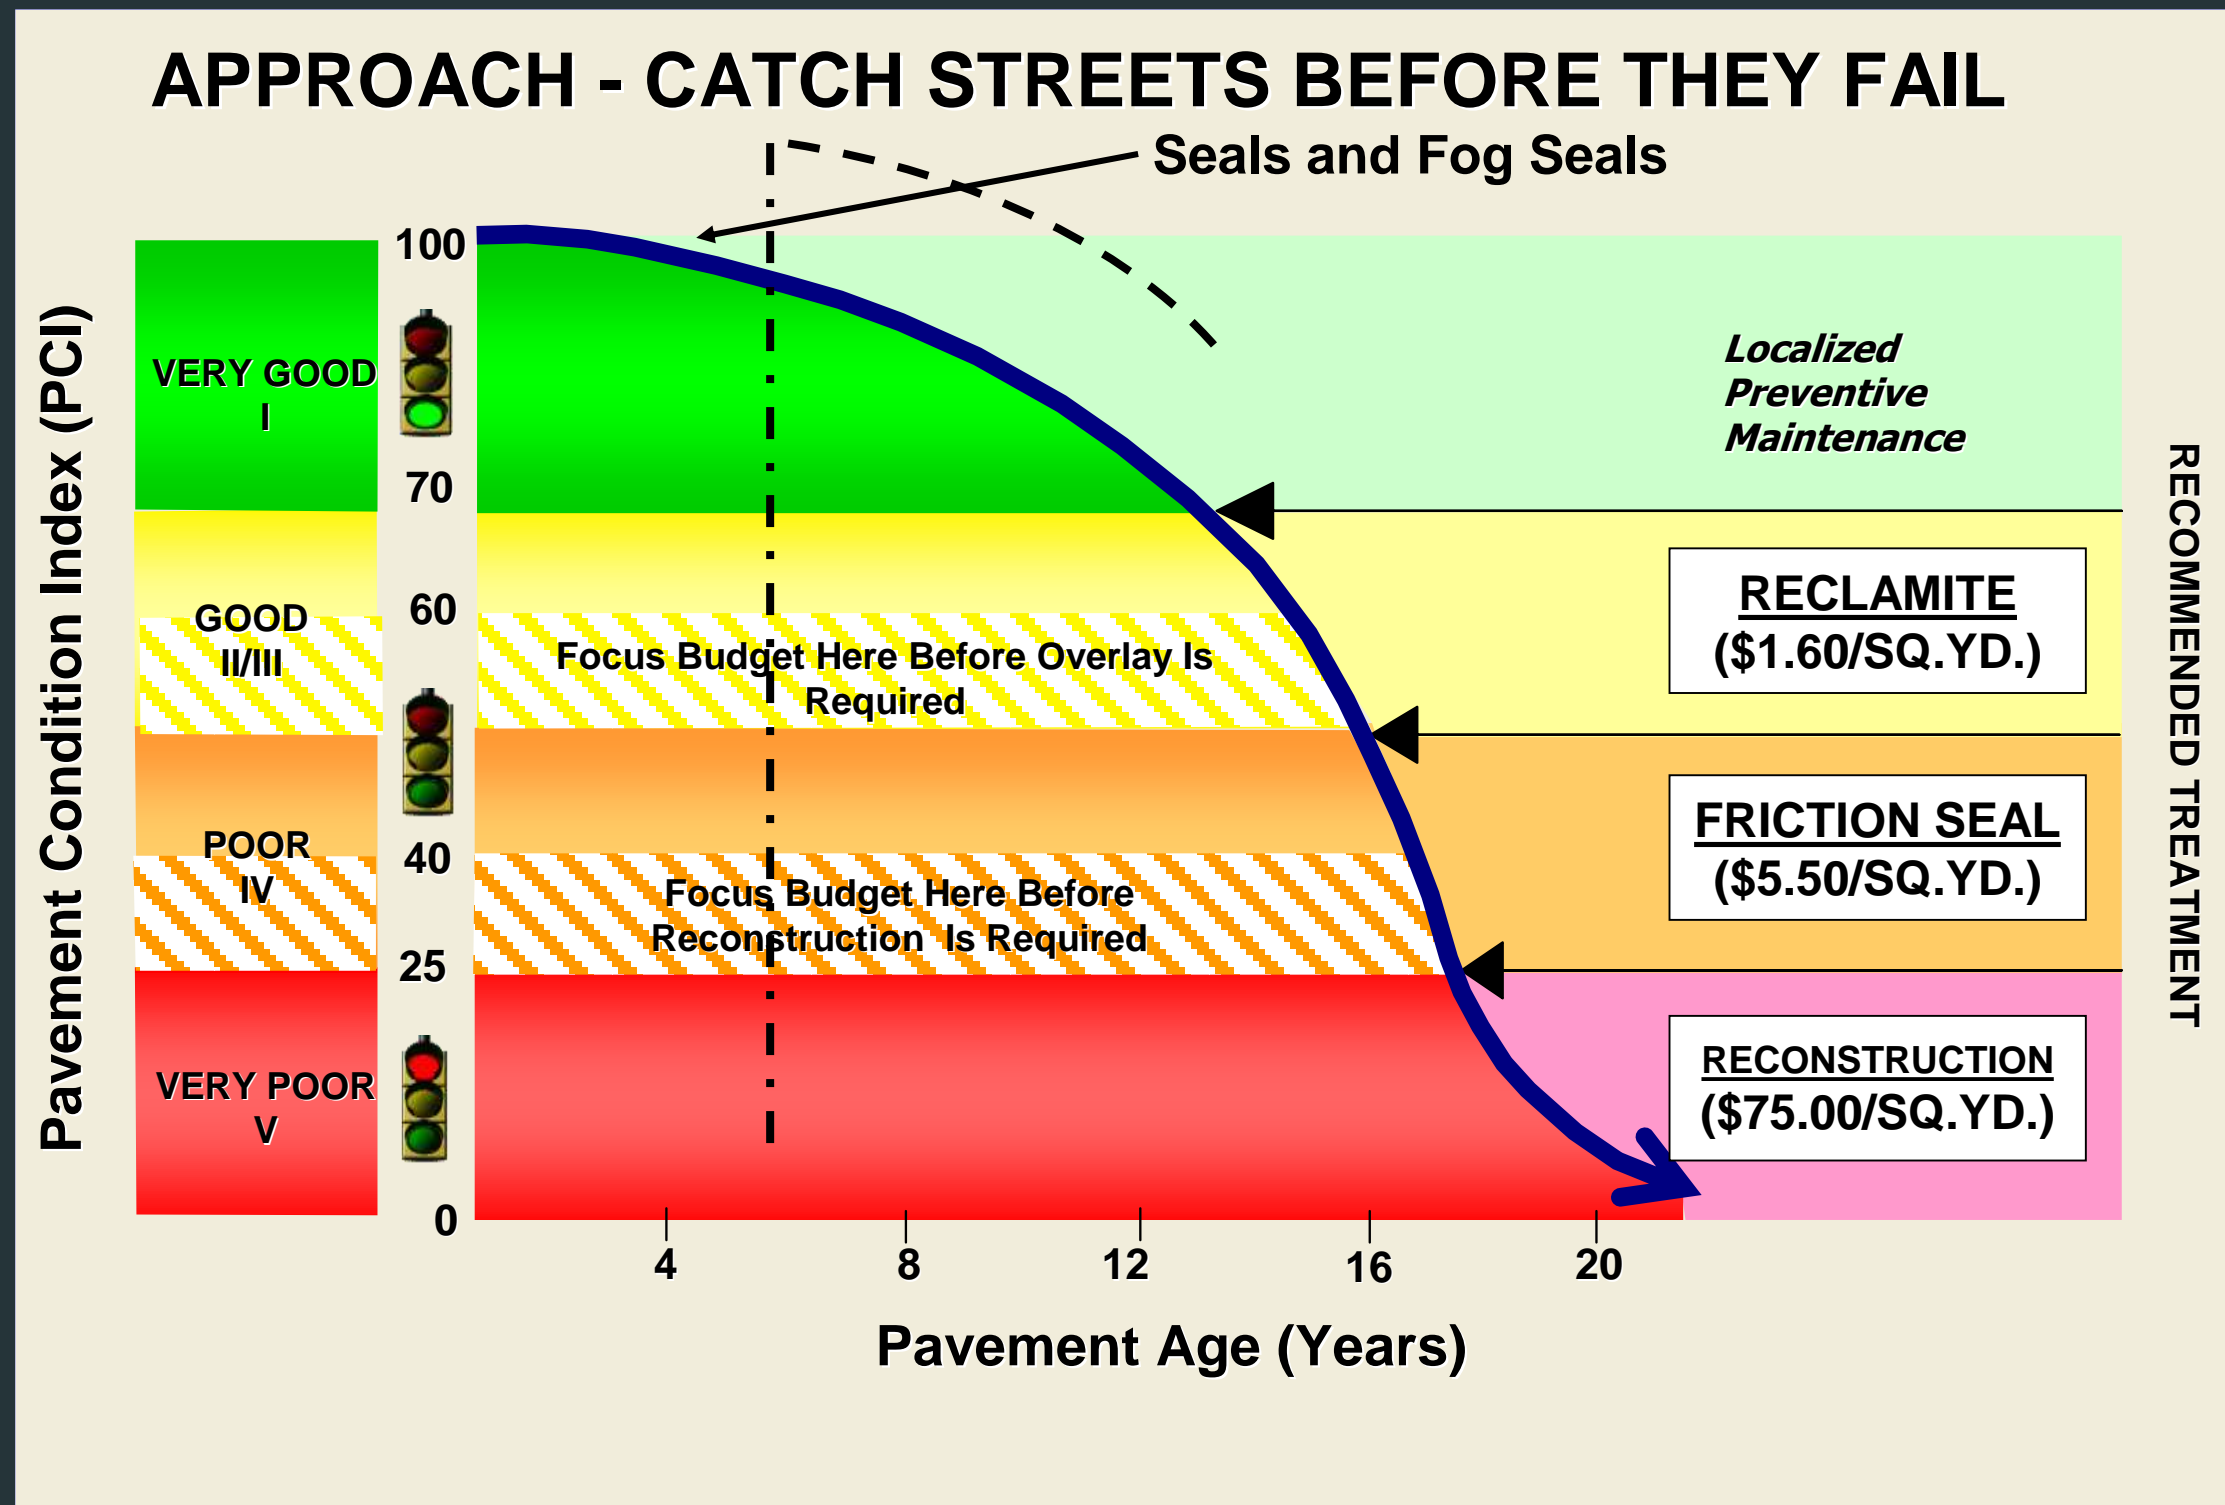 APPROACH - CATCH STREETS BEFORE THEY FAIL
Seals and Fog Seals
Pavement Condition Index (PCI)
VERY GOOD
I
GOOD
II/III
POOR
IV
VERY POOR
V
100
70
60
40
25
0
Focus Budget Here Before Overlay Is
Required
Focus Budget Here Before
Reconstruction Is Required
Localized
Preventive
Maintenance
RECLAMITE
($1.60/SQ.YD.)
FRICTION SEAL
($5.50/SQ.YD.)
RECONSTRUCTION
($75.00/SQ.YD.)
RECOMMENDED TREATMENT
4
8
12
16
20
Pavement Age (Years)